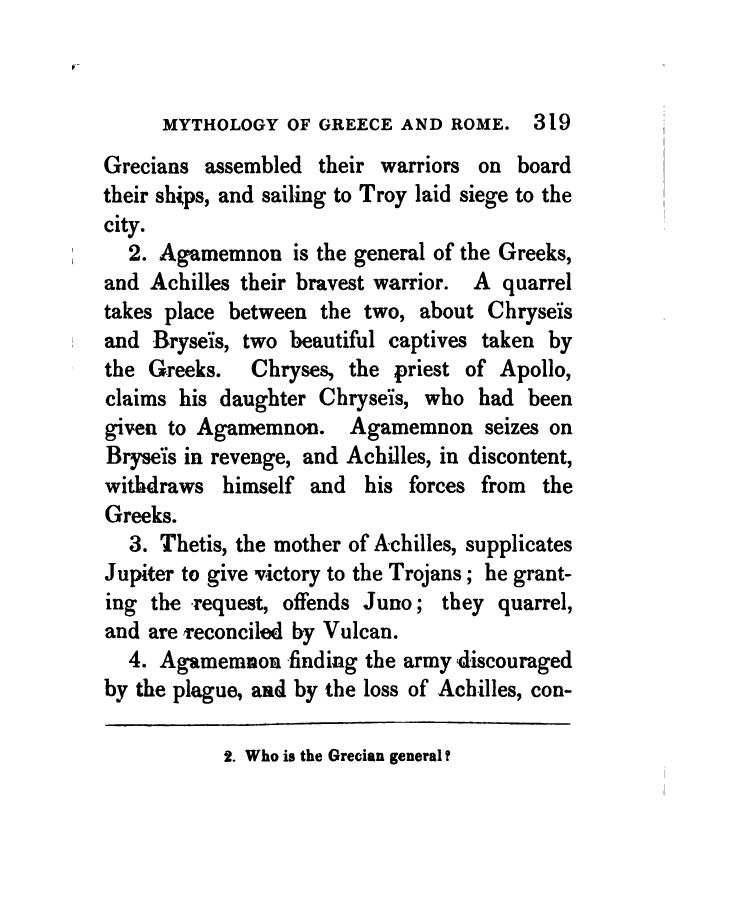 MYTHOLOGY OF GREECE AND ROME. 319
Grecians assembled their warriors on board
their ships, and sailing to Troy laid siege to the
city.
2. Agamemnon is the general of the Greeks,
and Achilles their bravest warrior. A quarrel
takes place between the two, about Chryseïs
and Bryseïs, two beautiful captives taken by
the Greeks. Chryses, the priest of Apollo,
claims his daughter Chryseïs, who had been
given to Agamemnon. Agamemnon seizes on
Bryseïs in revenge, and Achilles, in discontent,
withdraws himself and his forces from the
Greeks.
3. Thetis, the mother of Achilles, supplicates
Jupiter to give victory to the Trojans; he grant-
ing the request, offends Juno; they quarrel,
and are reconciled by Vulcan.
4. Agamemnon finding the army discouraged
by the plague, and by the loss of Achilles, con-
2. Who is the Grecian general?